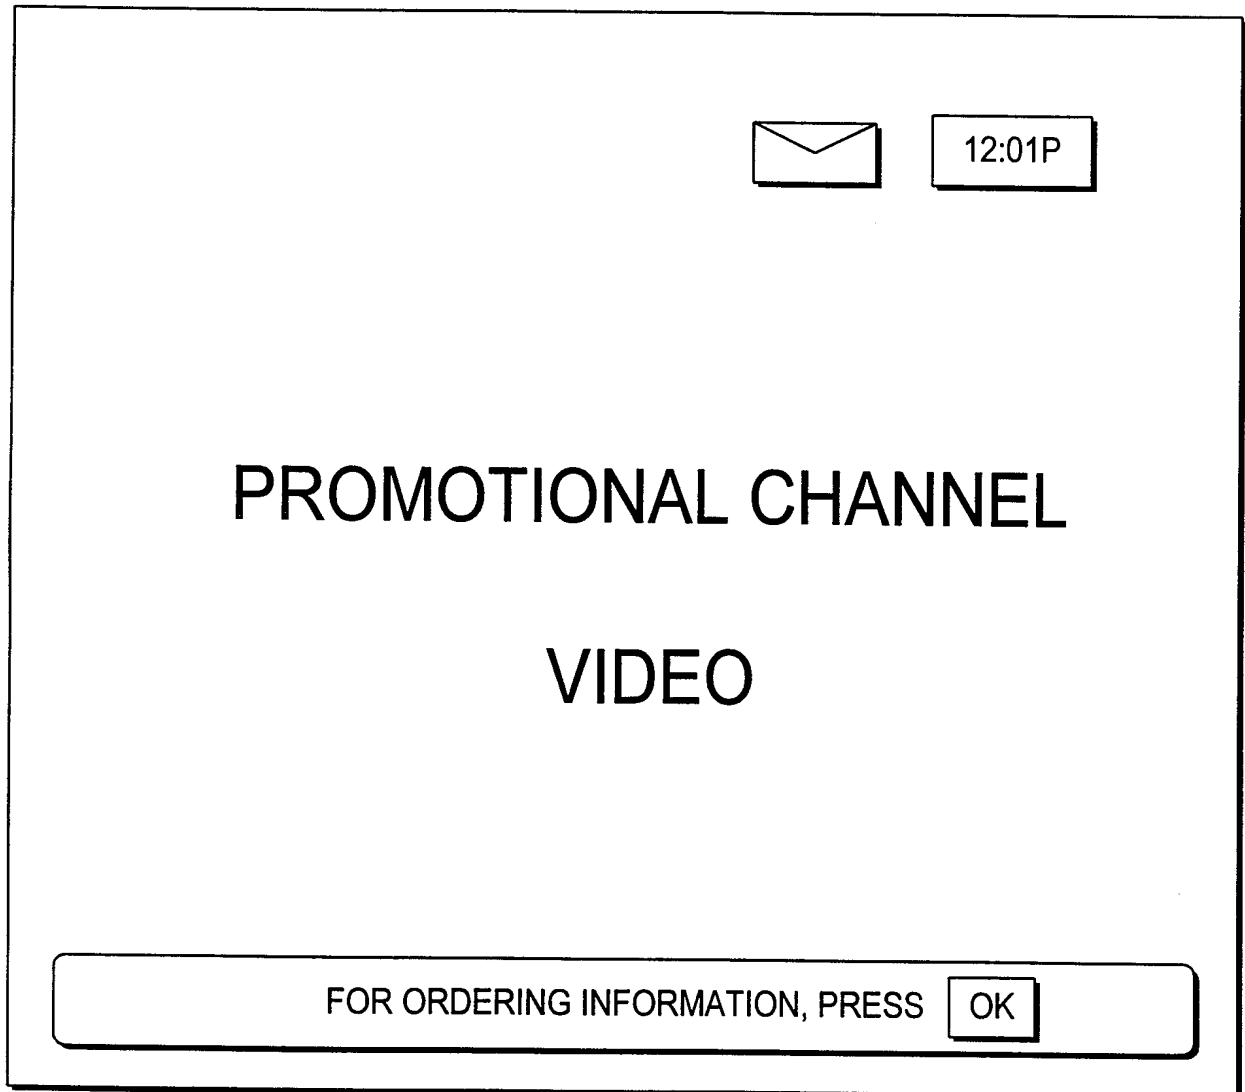 12:01P
PROMOTIONAL CHANNEL
VIDEO
FOR ORDERING INFORMATION, PRESS OK